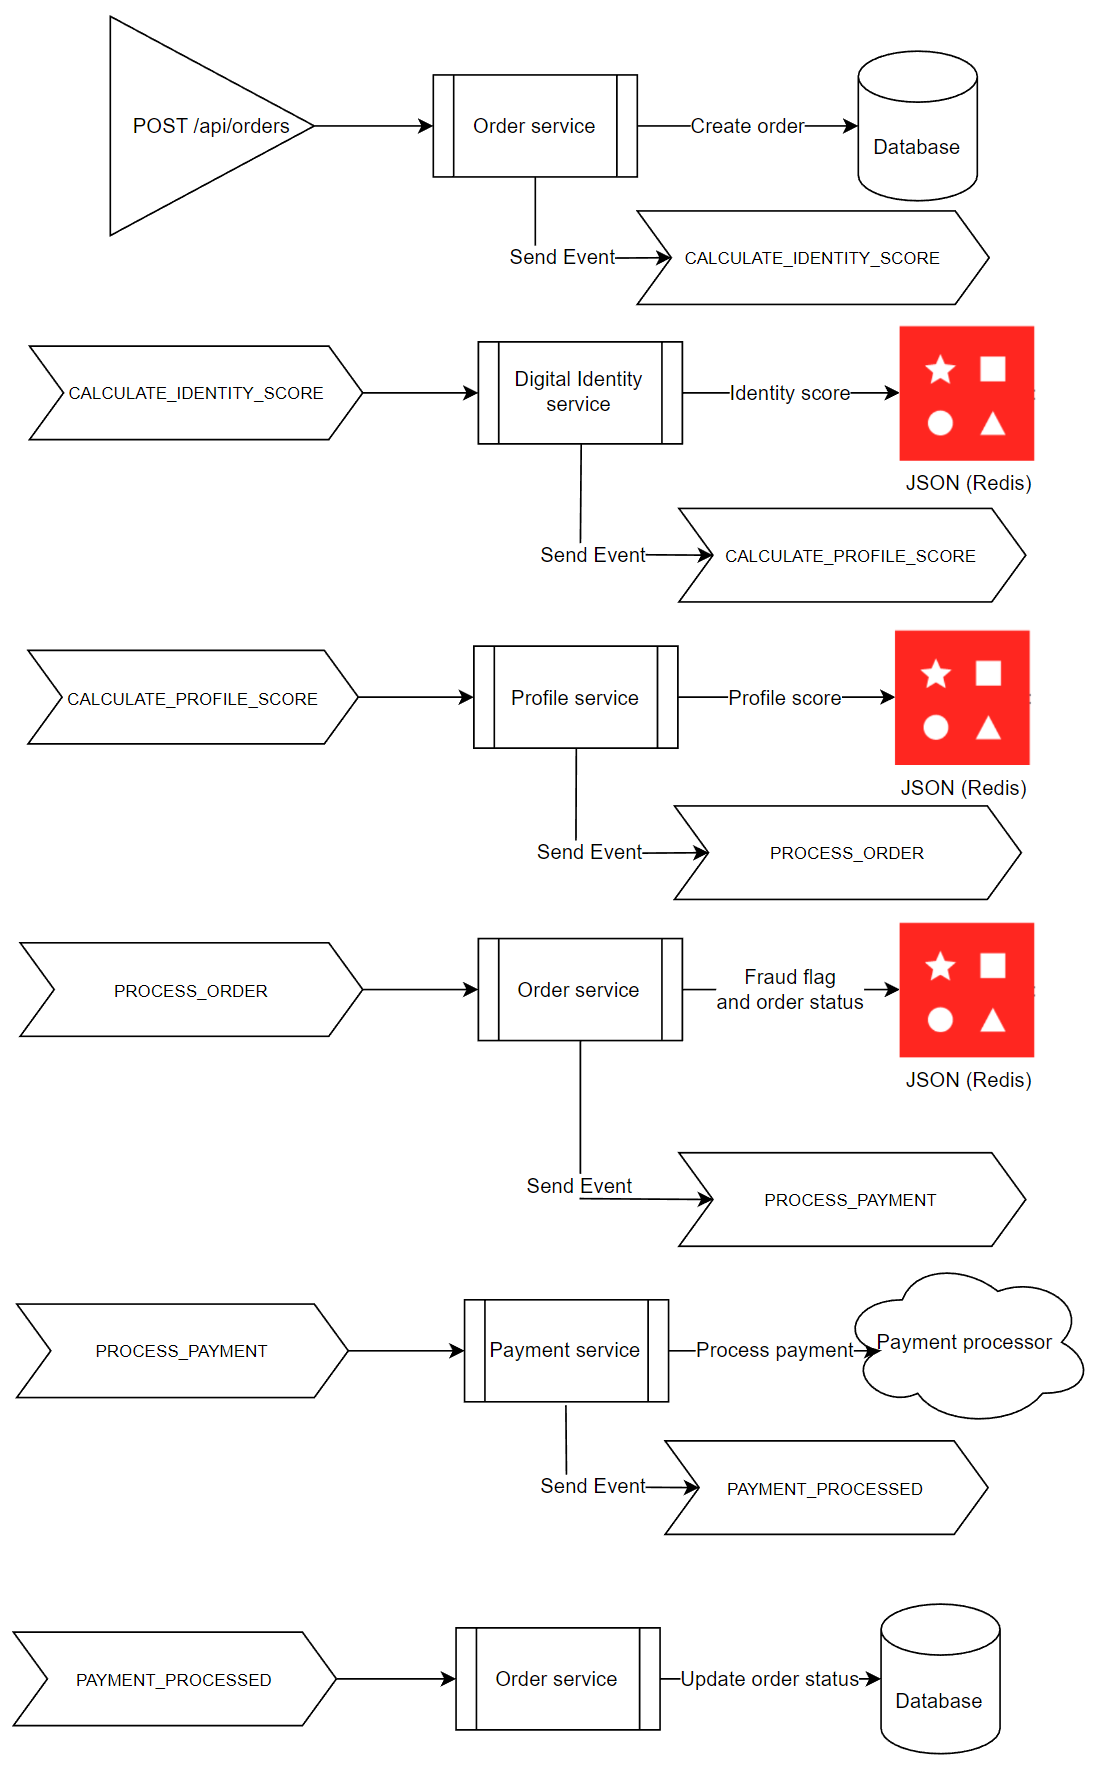 POST /api/orders
Order service
Create order
Database
Send Event
CALCULATE_IDENTITY_SCORE
CALCULATE_IDENTITY_SCORE
Digital Identity
service
Identity score
JSON (Redis)
Send Event
CALCULATE_PROFILE_SCORE
CALCULATE_PROFILE_SCORE
Profile service
Profile score
JSON (Redis)
Send Event
PROCESS_ORDER
PROCESS_ORDER
Order service
Fraud flag
and order status
JSON (Redis)
Send Event
PROCESS_PAYMENT
PROCESS_PAYMENT
Payment service
Process payment
Payment processor
Send Event
PAYMENT_PROCESSED
PAYMENT_PROCESSED
Order service
Update order status
Database